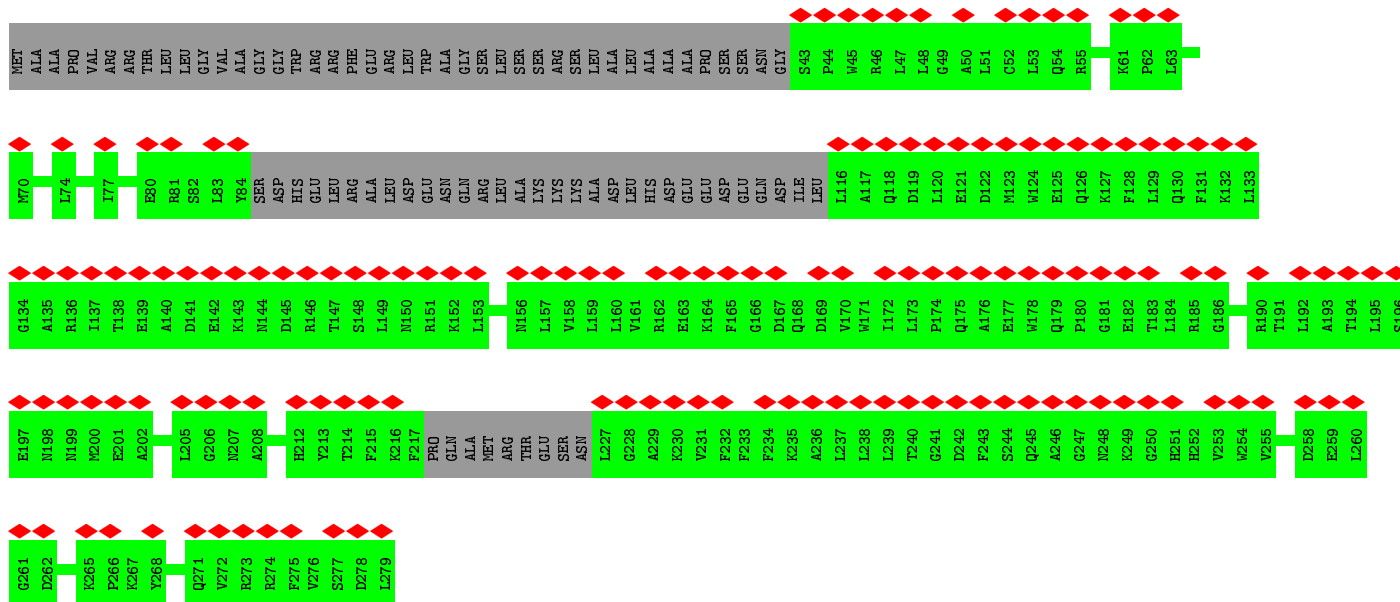 MET ALA ALA PRO VAL ARG ARG THR LEU LEU GLY VAL ALA GLY GLY TRP ARG ARG PHE GLU ARG LEU TRP ALA GLY SER LEU SER SER ARG SER LEU ALA LEU ALA ALA ALA PRO SER SER ASN GLY S43 P44 W45 R46 L47 L48 G49 A50 L51 C52 L53 Q54 R55 K61 P62 L63
M70 L74 I77 E80 R81 S82 L83 Y84 SER ASP HIS GLU LEU ARG ALA LEU ASP GLU ASN GLN ARG LEU ALA LYS LYS LYS ALA ASP LEU HIS ASP GLU GLU ASP GLU GLN ASP ILE LEU L116 A117 Q118 D119 L120 E121 D122 M123 W124 E125 Q126 K127 F128 L129 Q130 F131 K132 L133
G134 A135 R136 I137 T138 E139 A140 D141 E142 K143 N144 D145 R146 T147 S148 L149 N150 R151 K152 L153 N156 L157 V158 L159 L160 V161 R162 E163 K164 F165 G166 D167 Q168 D169 V170 W171 I172 L173 P174 Q175 A176 E177 W178 Q179 P180 G181 E182 T183 L184 R185 G186 R190 T191 L192 A193 T194 L195 S196
E197 N198 N199 M200 E201 A202 L205 G206 N207 A208 H212 Y213 T214 F215 K216 F217 PRO GLN ALA MET ARG THR GLU SER ASN L227 G228 A229 K230 V231 F232 F233 F234 K235 A236 L237 L238 L239 T240 G241 D242 F243 S244 Q245 A246 G247 N248 K249 G250 H251 H252 V253 W254 V255 D258 E259 L260
G261 D262 K265 P266 K267 Y268 Q271 V272 R273 R274 F275 V276 S277 D278 L279